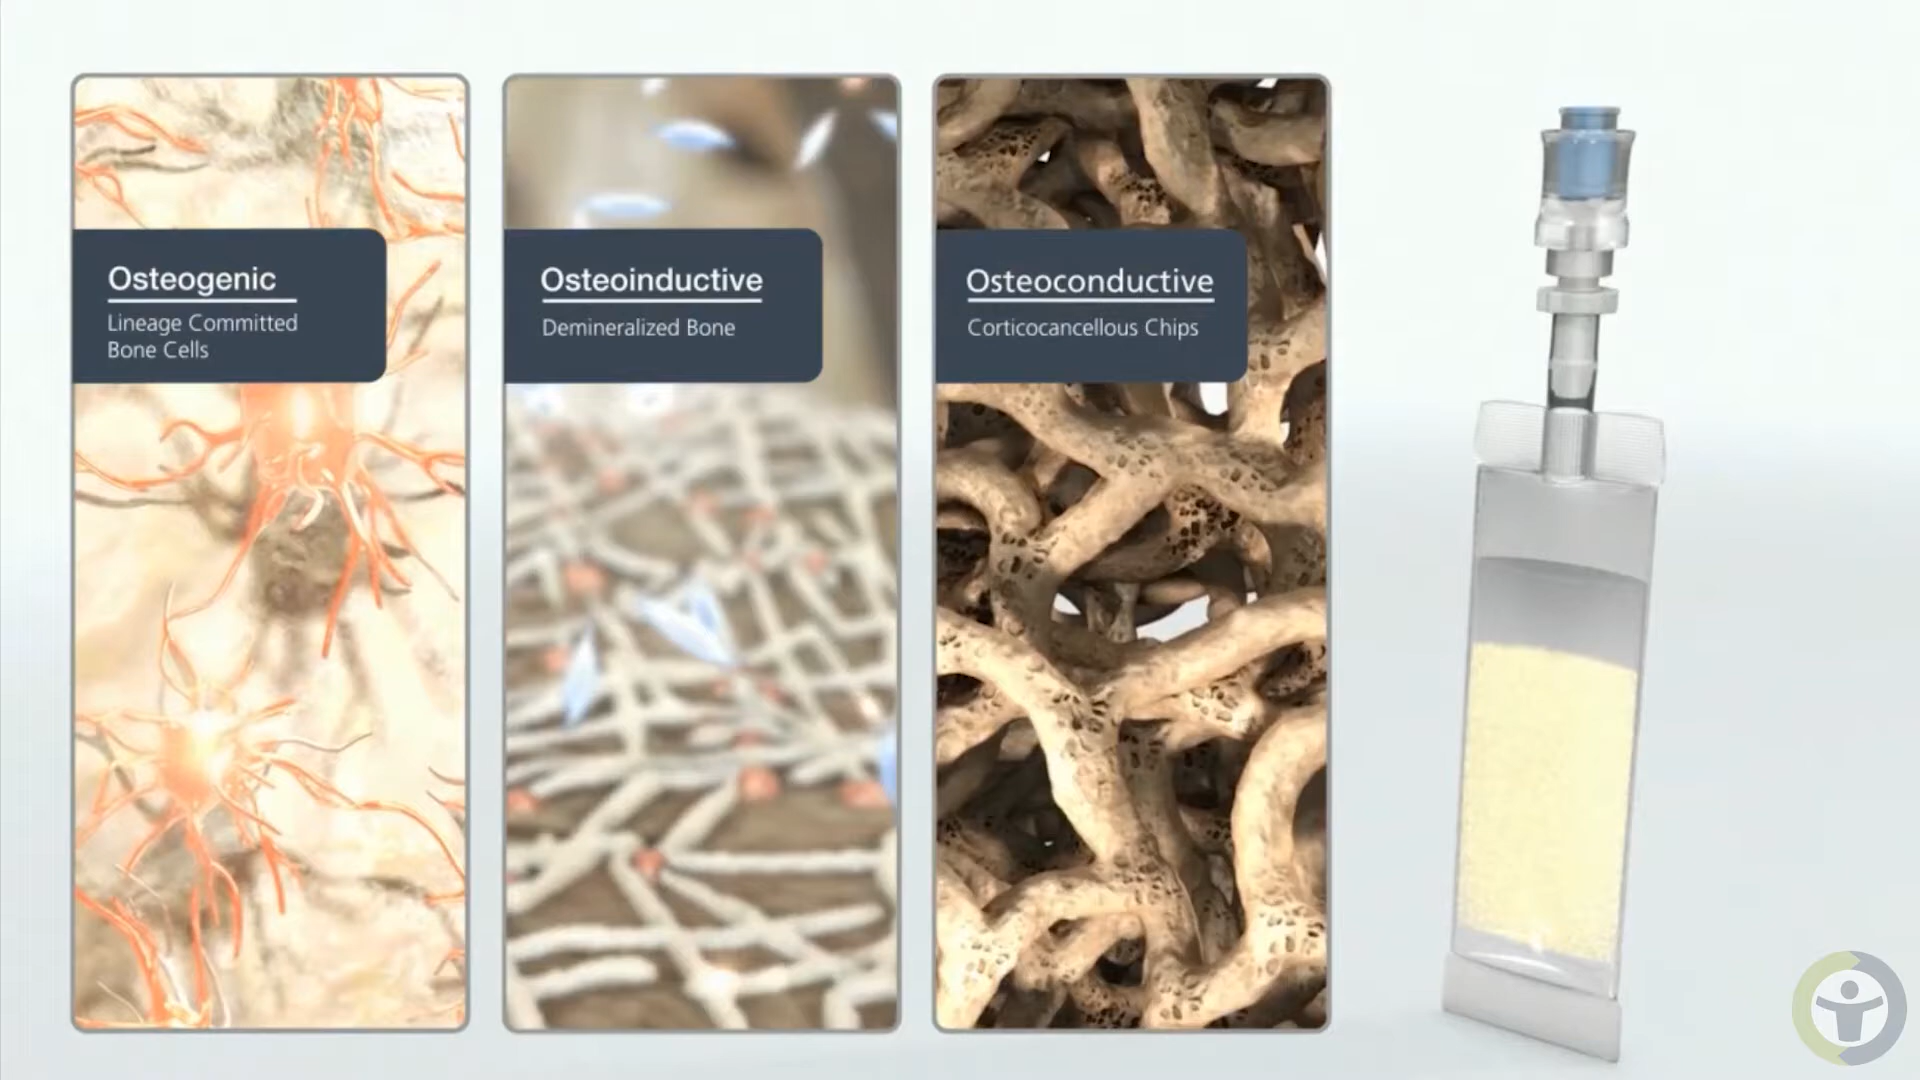 Osteogenic
Lineage Committed
Bone Cells
Osteoinductive
Demineralized Bone
Osteoconductive
Corticocancellous Chips